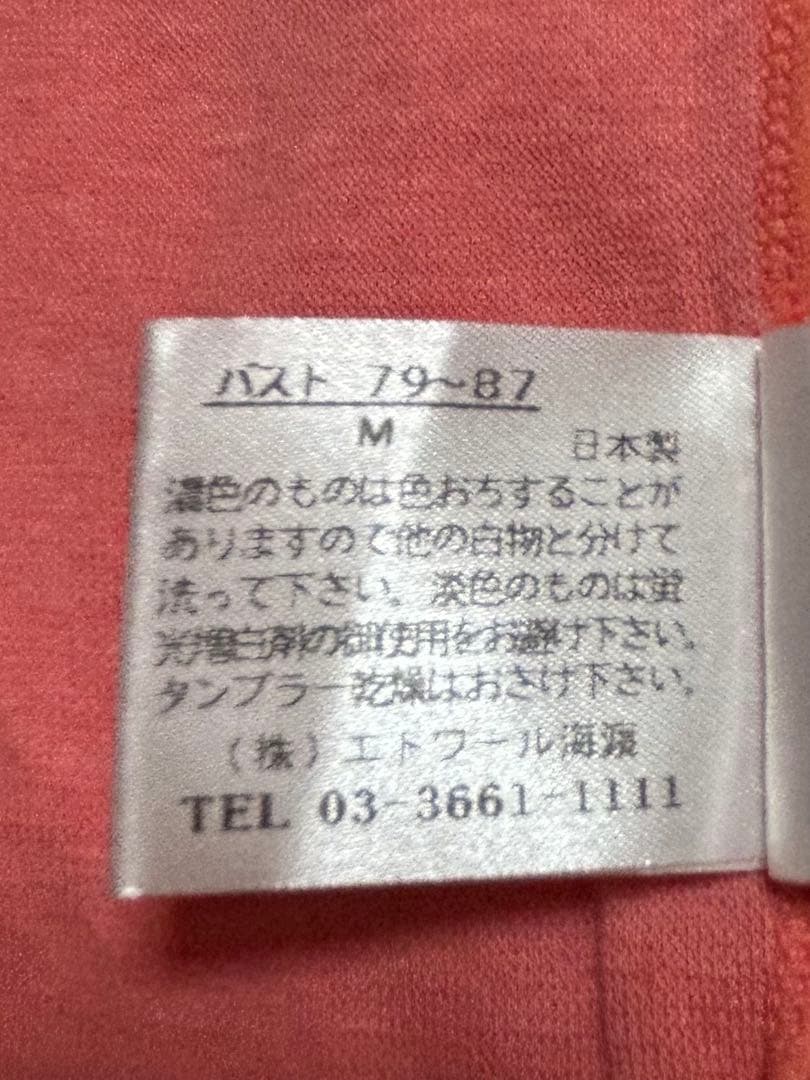 バスト 79~87
M
日本製
濃色のものは色おちすることが
ありますので他の白物と分けて
洗って下さい。淡色のものは蛍
光増白剤の御使用をお避け下さい。
タンブラー乾燥はおさけ下さい。
(株)エトワール海渡
TEL 03-3661-1111